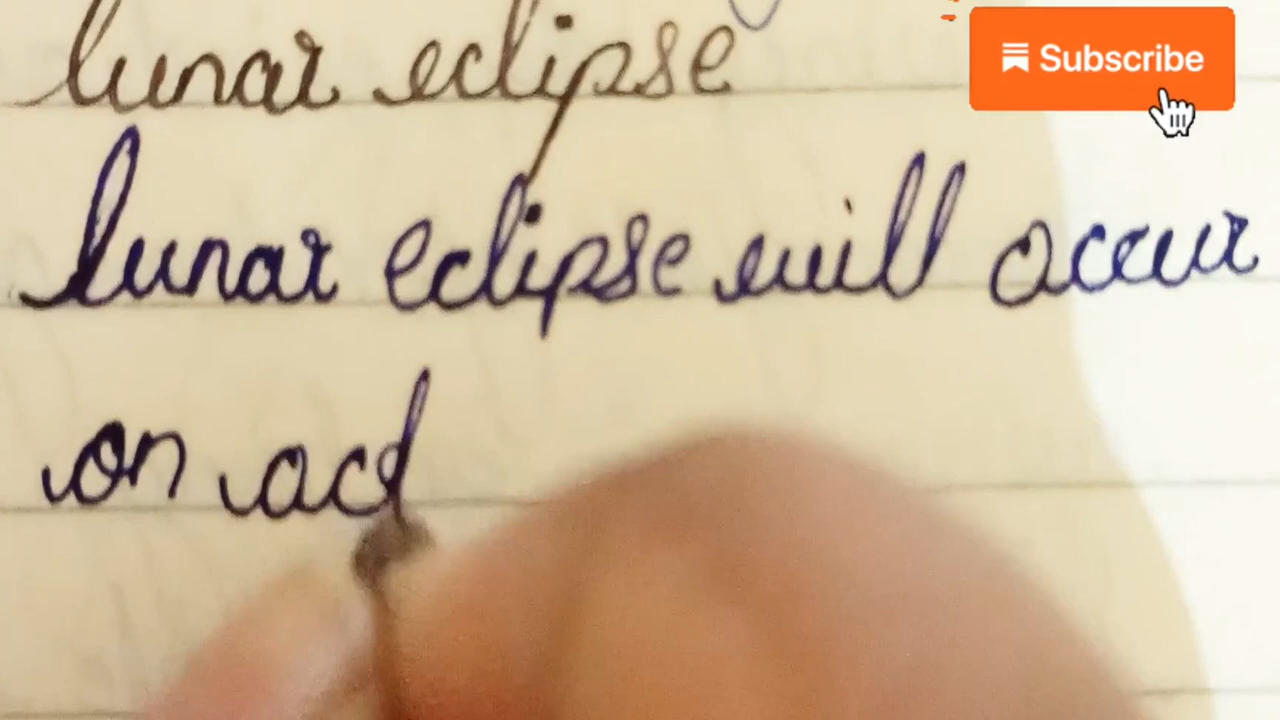 Subscribe
lunar eclipse
lunar eclipse will occur
on